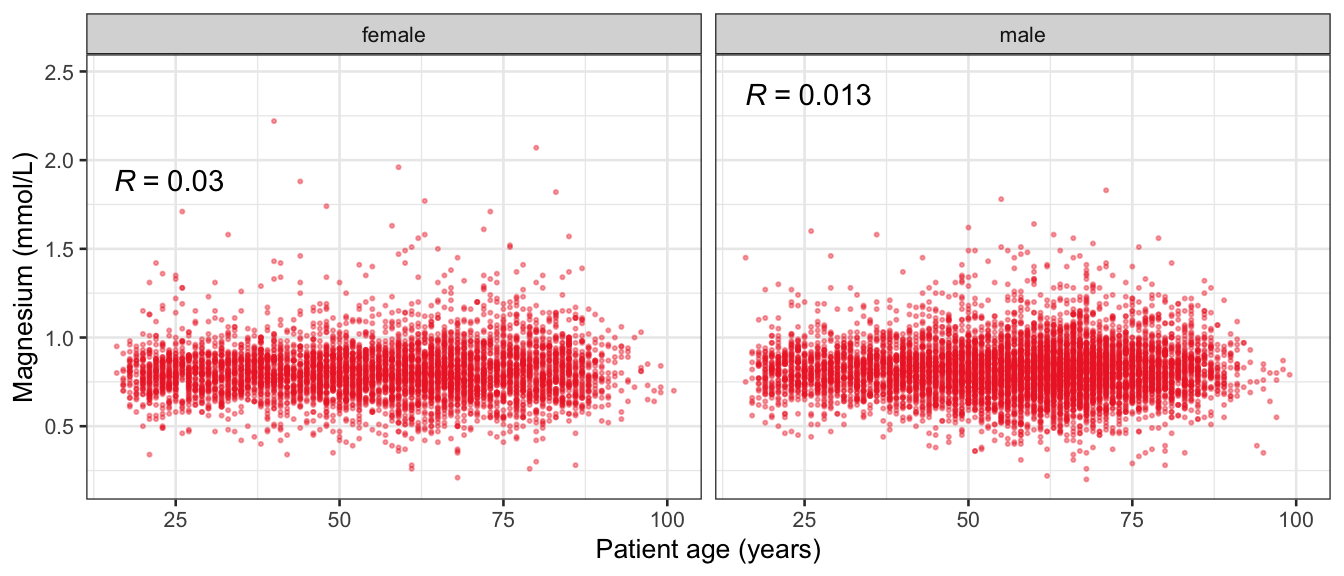 female
male
Magnesium (mmol/L)
2.5
2.0
1.5
1.0
0.5
R = 0.03
R = 0.013
25
50
75
100
25
50
75
100
Patient age (years)